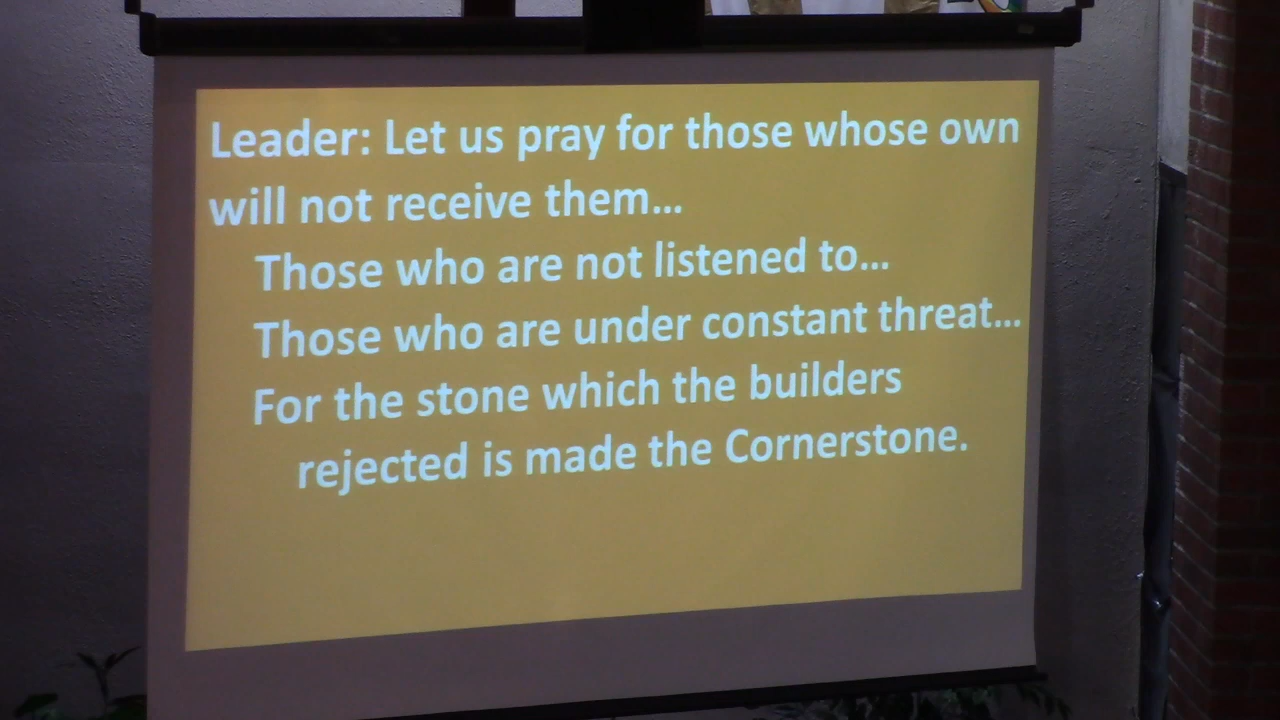 Leader: Let us pray for those whose own
will not receive them...
Those who are not listened to...
Those who are under constant threat...
For the stone which the builders
rejected is made the Cornerstone.